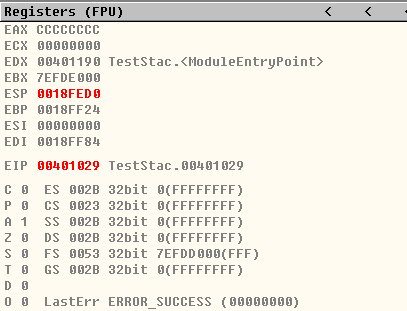 Registers (FPU) < <
EAX CCCCCCCC
ECX 00000000
EDX 00401190 TestStac.<ModuleEntryPoint>
EBX 7EFDE000
ESP 0018FED0
EBP 0018FF24
ESI 00000000
EDI 0018FF84
EIP 00401029 TestStac.00401029
C 0 ES 002B 32bit 0(FFFFFFFF)
P 0 CS 0023 32bit 0(FFFFFFFF)
A 1 SS 002B 32bit 0(FFFFFFFF)
Z 0 DS 002B 32bit 0(FFFFFFFF)
S 0 FS 0053 32bit 7EFDD000(FFF)
T 0 GS 002B 32bit 0(FFFFFFFF)
D 0
O 0 LastErr ERROR_SUCCESS (00000000)